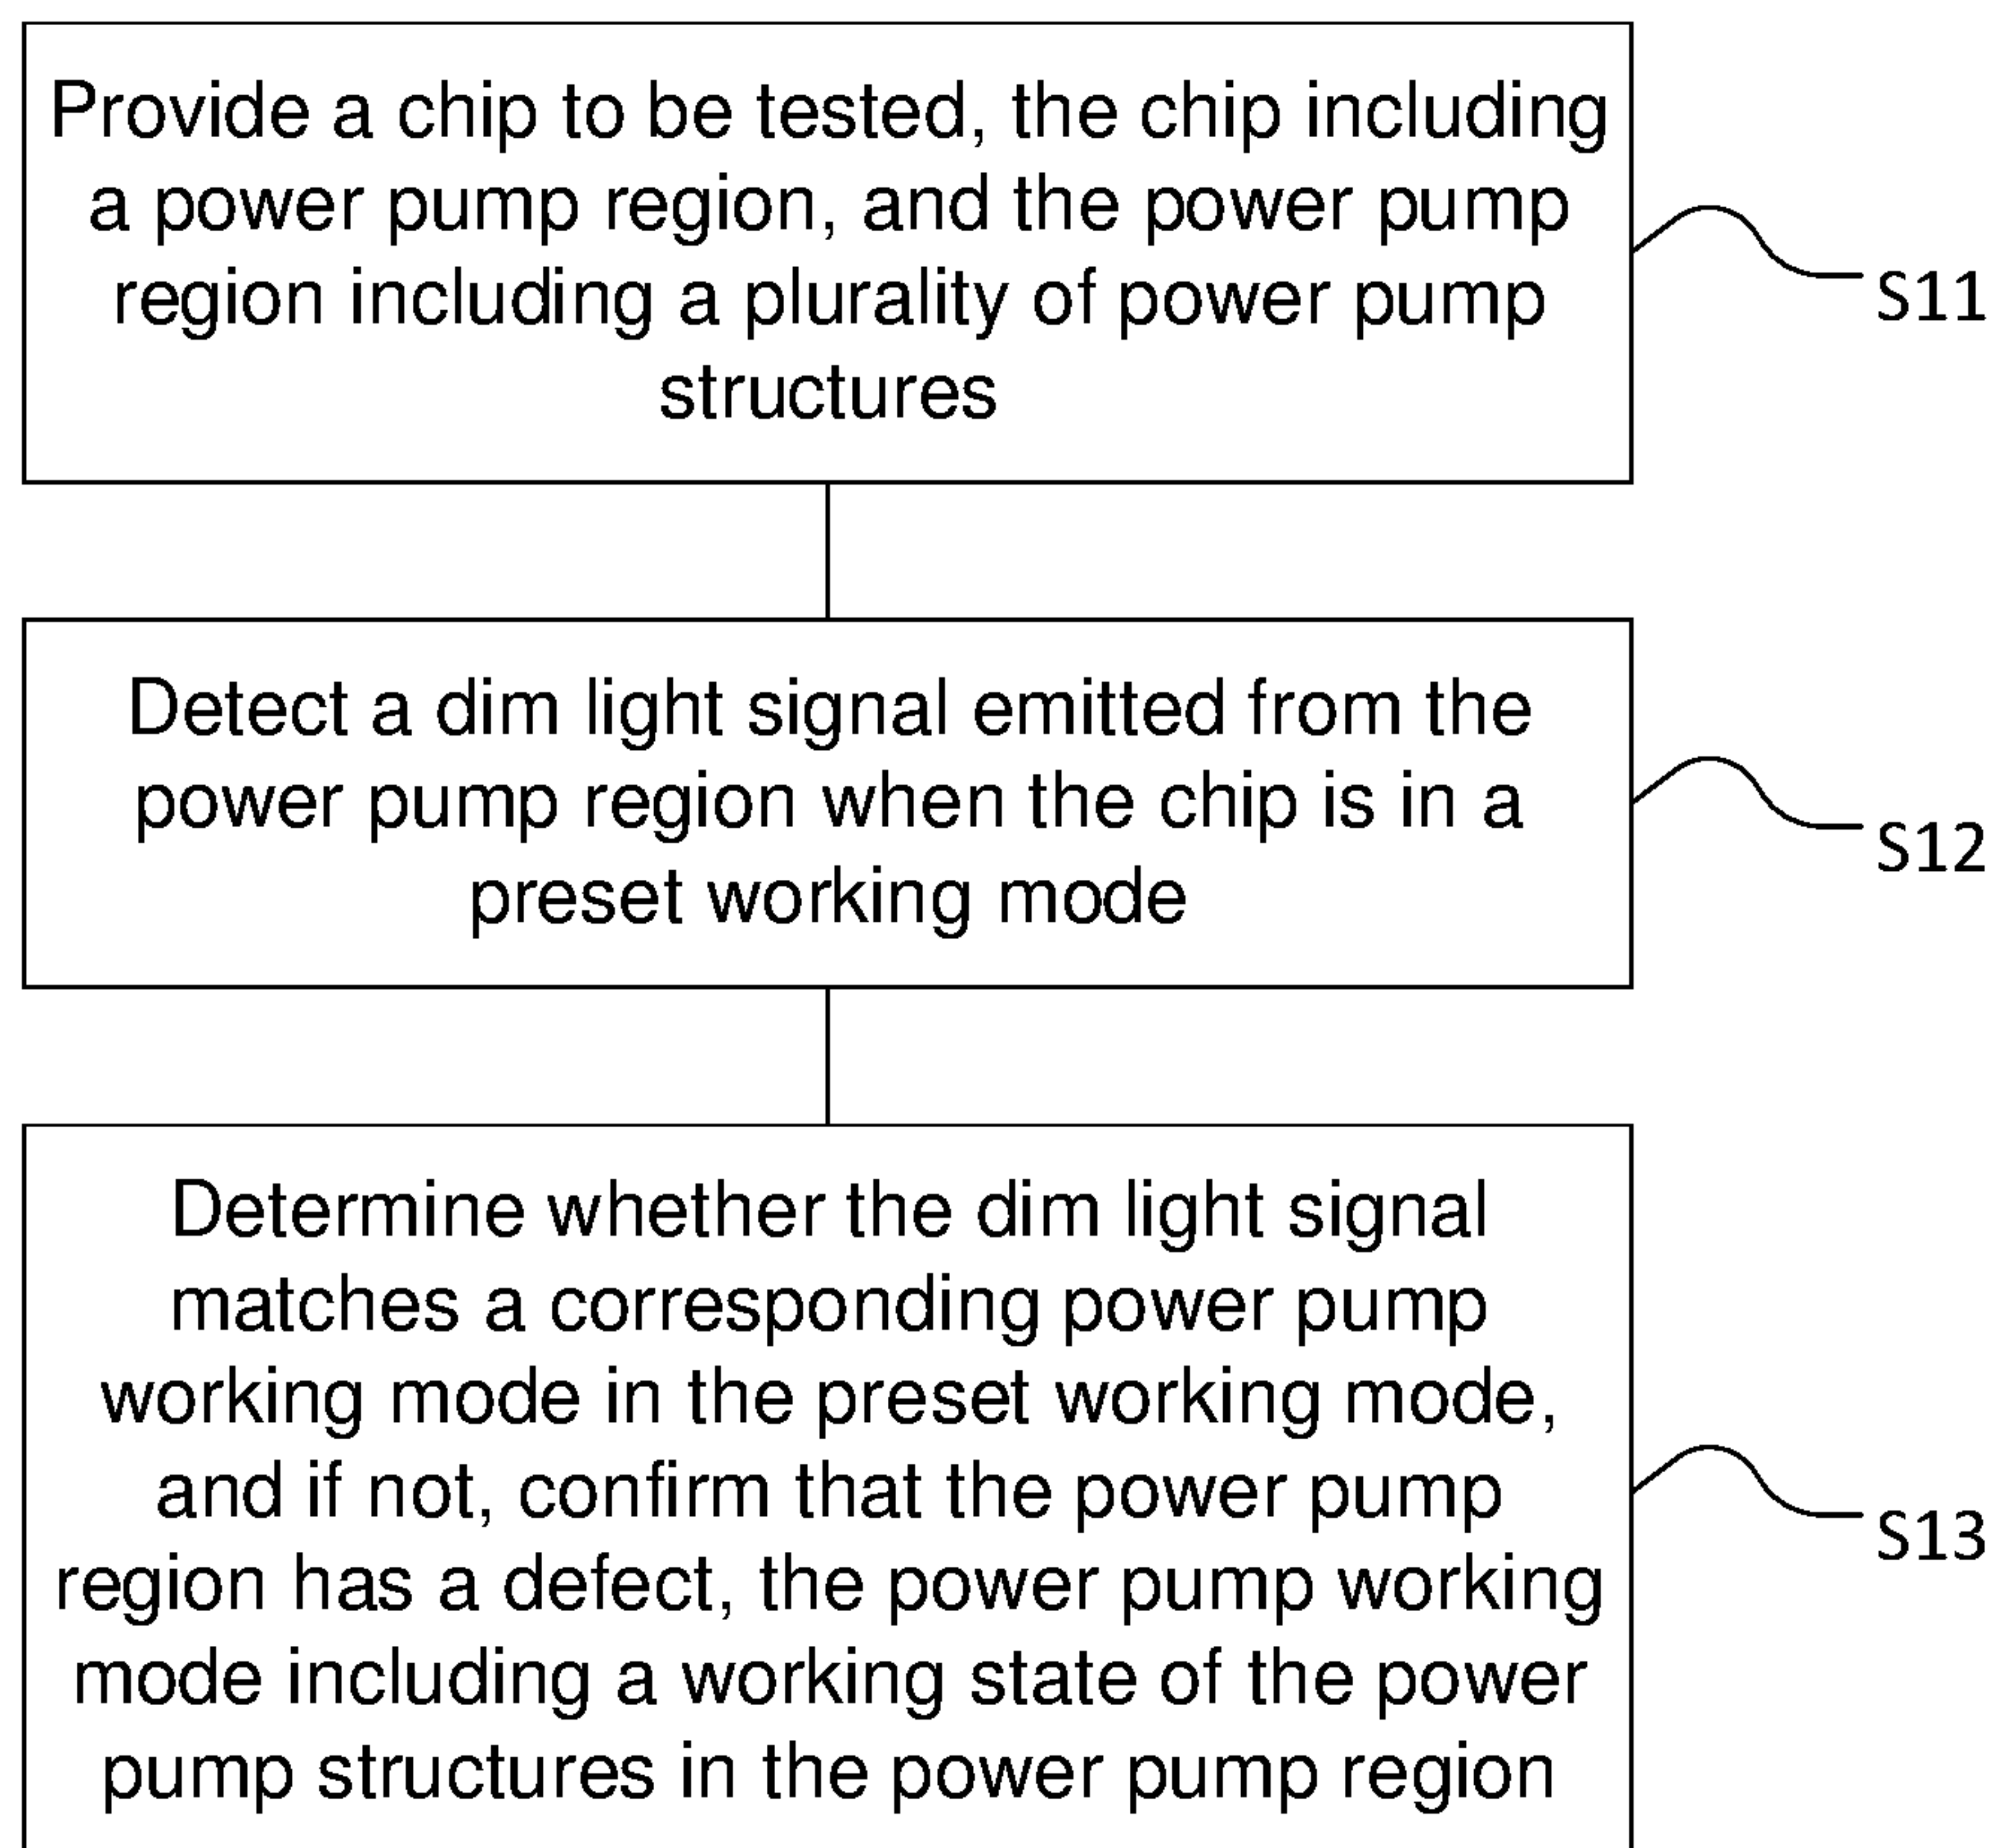 Provide a chip to be tested, the chip including
a power pump region, and the power pump
region including a plurality of power pump
structures
S11
Detect a dim light signal emitted from the
power pump region when the chip is in a
preset working mode
S12
Determine whether the dim light signal
matches a corresponding power pump
working mode in the preset working mode,
and if not, confirm that the power pump
region has a defect, the power pump working
mode including a working state of the power
pump structures in the power pump region
S13